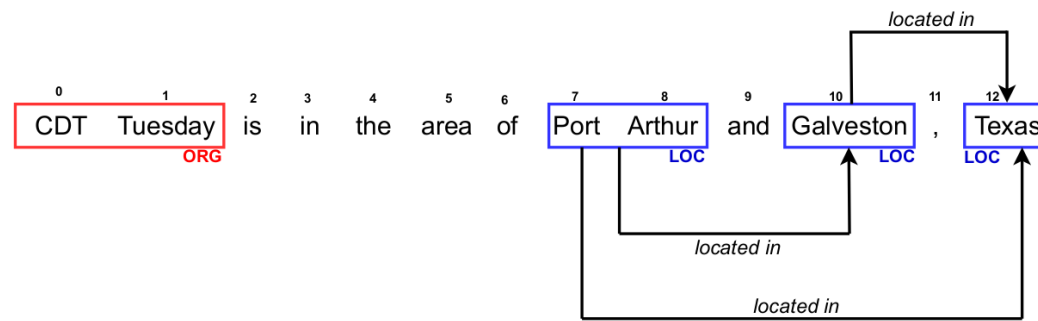 located in
0 1 2 3 4 5 6 7 8 9 10 11 12
CDT Tuesday is in the area of Port Arthur and Galveston , Texas
ORG LOC LOC LOC
located in
located in